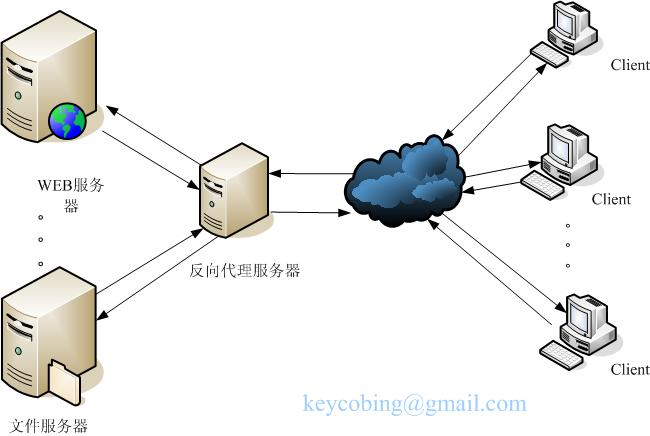 Client
WEB服务
器
Client
反向代理服务器
Client
文件服务器
keycobing@gmail.com